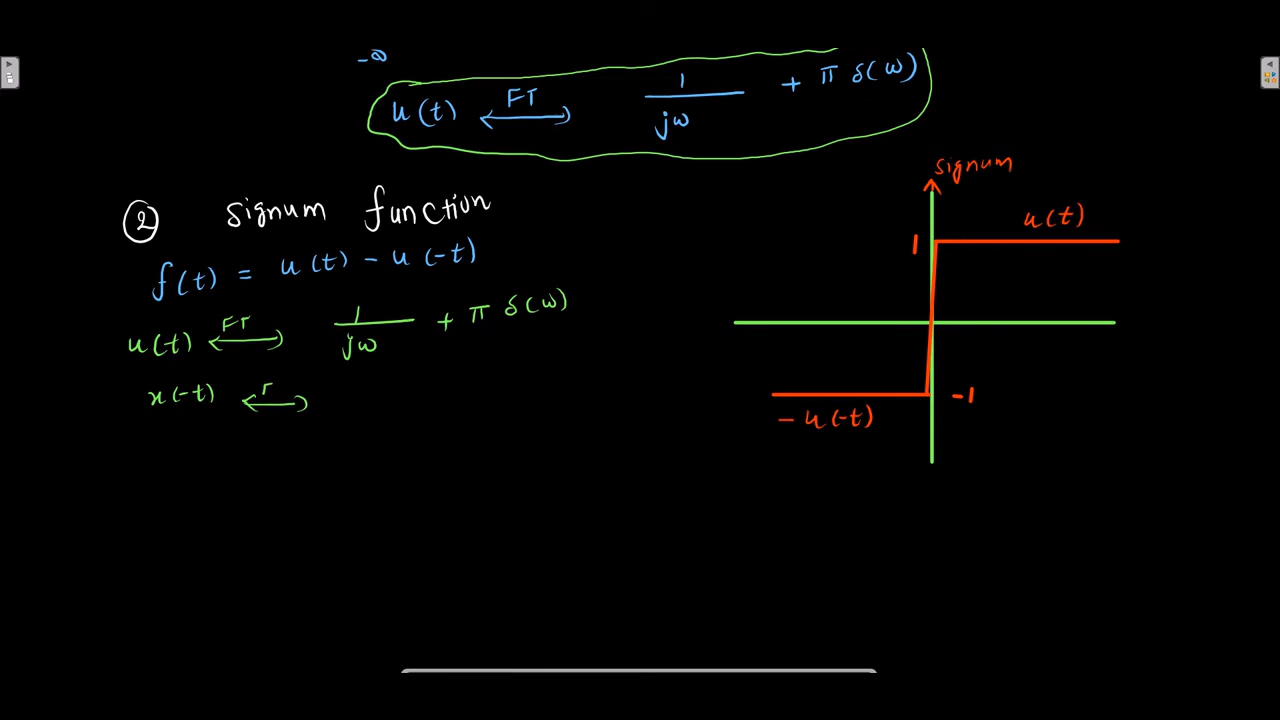 -∞
u(t) ⟷ FT 1/jω + π δ(ω)
② signum function
f(t) = u(t) - u(-t)
u(t) ⟷ FT 1/jω + π δ(ω)
x(-t) ⟷ F
signum
u(t)
1
-1
- u(-t)